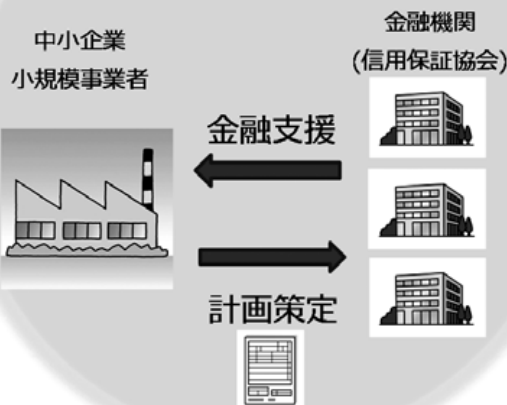 中小企業
小規模事業者
金融機関
(信用保証協会)
金融支援
計画策定